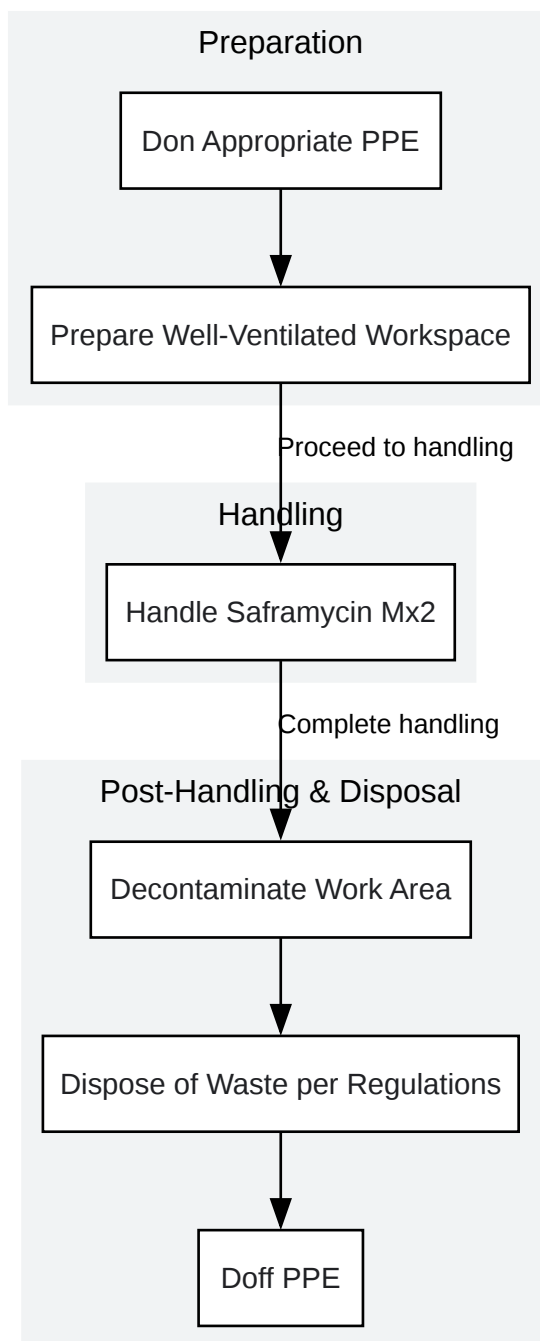 Preparation
Don Appropriate PPE
Prepare Well-Ventilated Workspace
Proceed to handling
Handling
Handle Saframycin Mx2
Complete handling
Post-Handling & Disposal
Decontaminate Work Area
Dispose of Waste per Regulations
Doff PPE